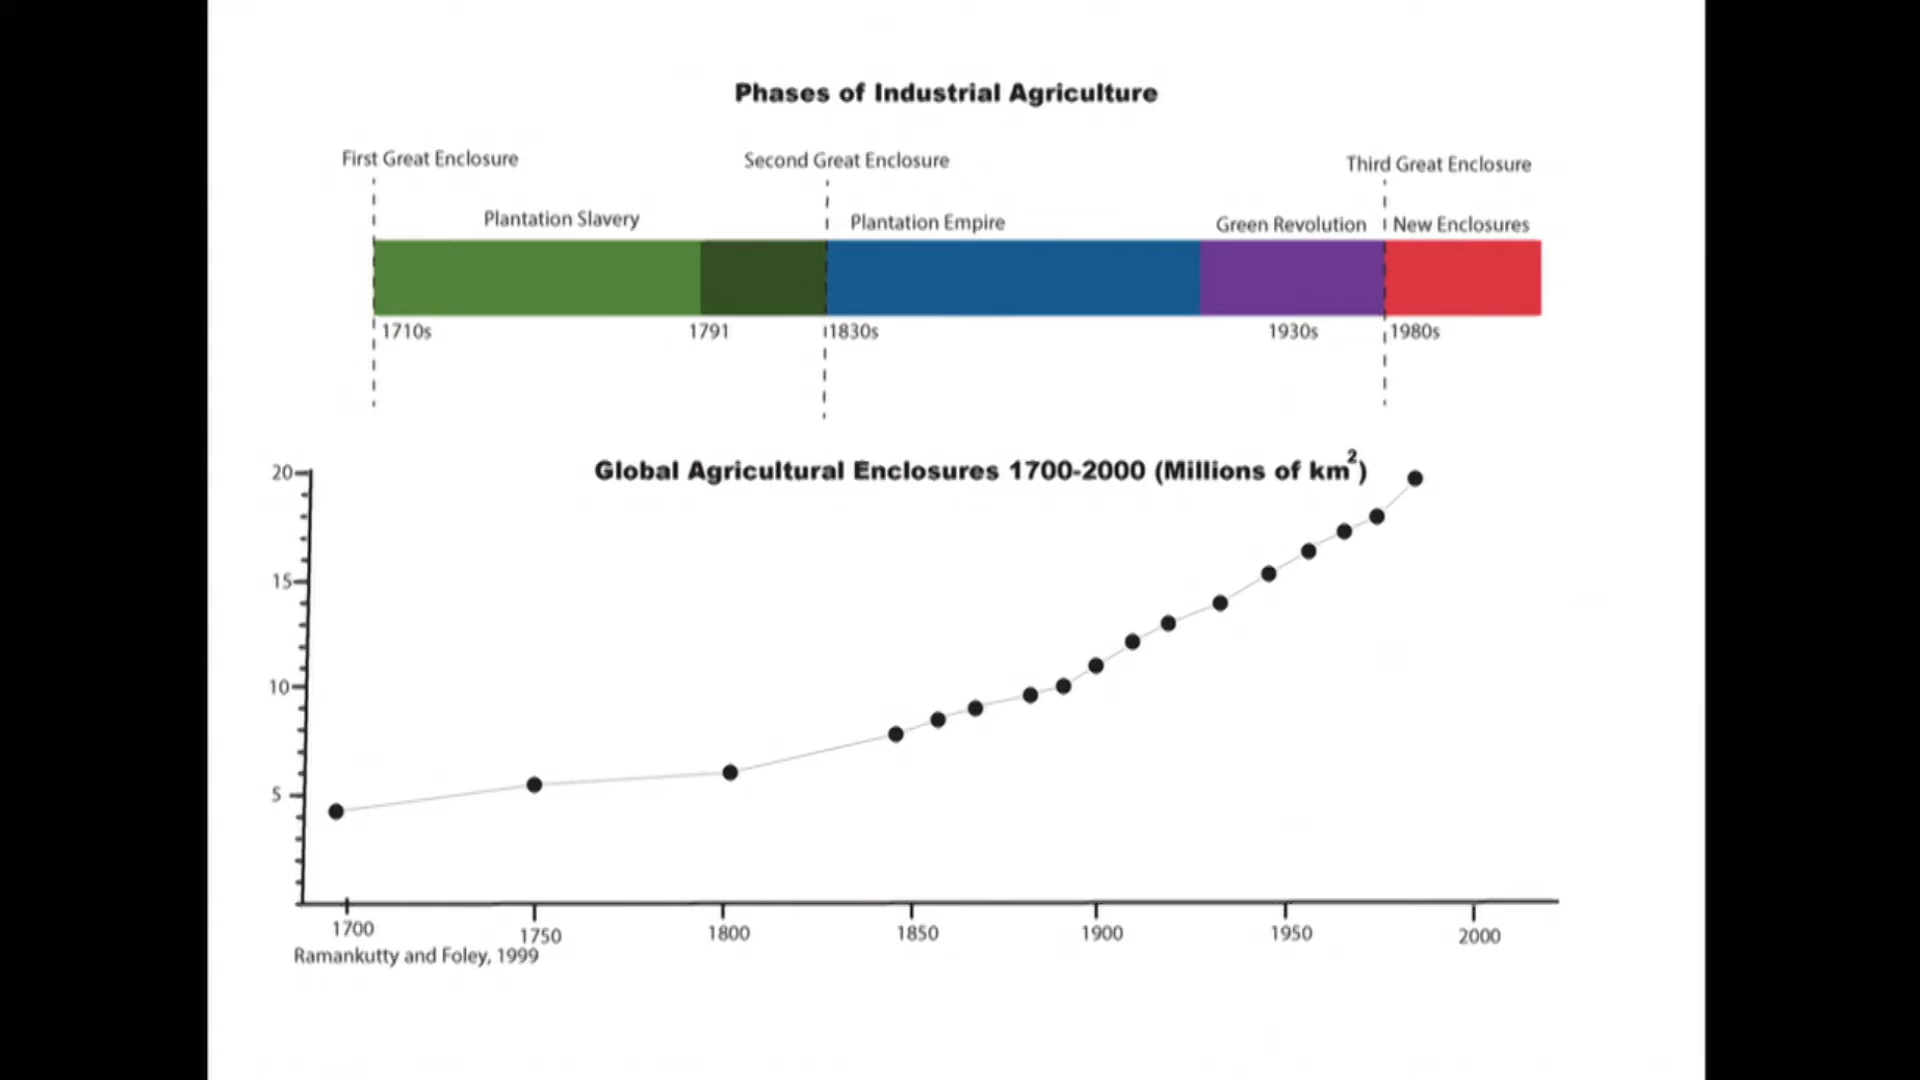 Phases of Industrial Agriculture
First Great Enclosure
Second Great Enclosure
Third Great Enclosure
Plantation Slavery
Plantation Empire
Green Revolution
New Enclosures
1710s
1791
1830s
1930s
1980s
Global Agricultural Enclosures 1700-2000 (Millions of km²)
20
15
10
5
1700
1750
1800
1850
1900
1950
2000
Ramankutty and Foley, 1999